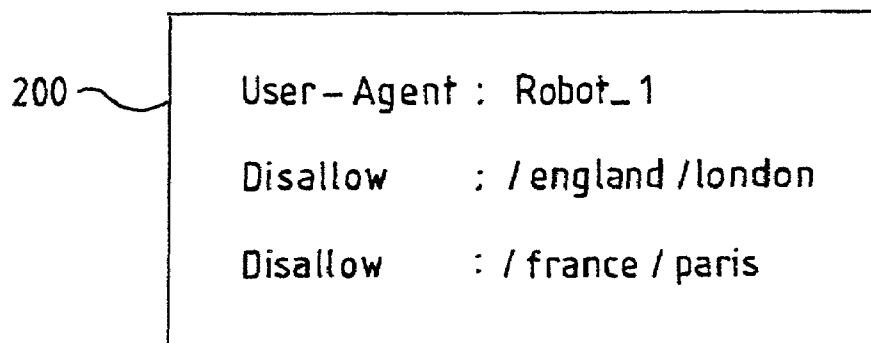 200 User-Agent : Robot_1
Disallow : /england/london
Disallow : /france/paris